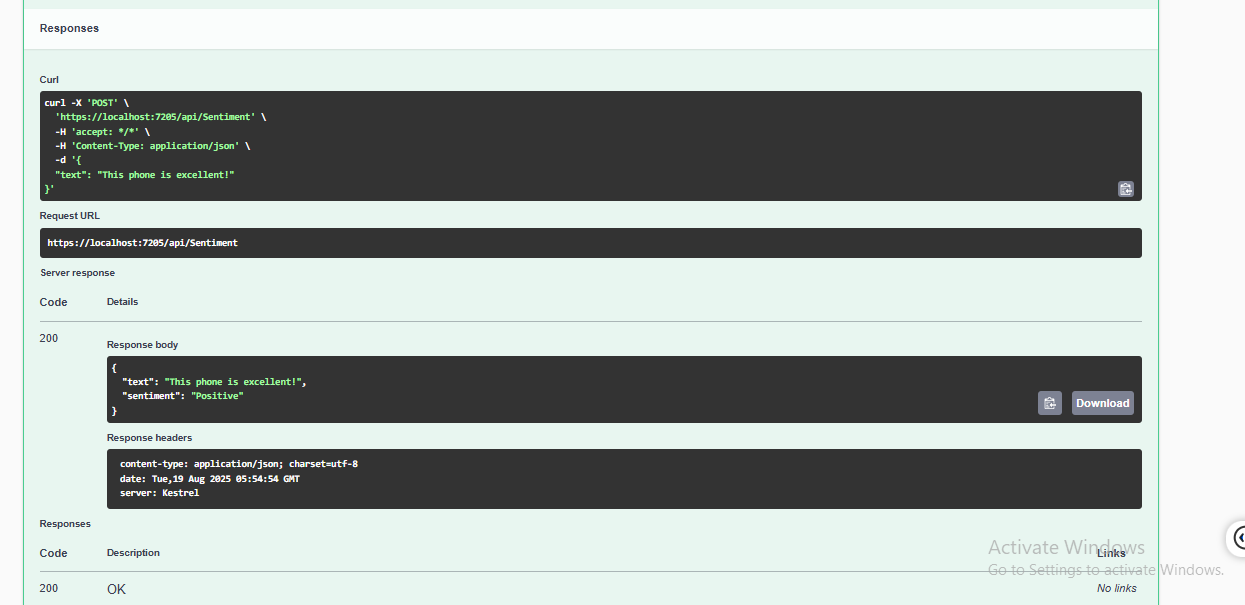 Responses
Curl
curl -X 'POST' \
'https://localhost:7205/api/Sentiment' \
-H 'accept: */*' \
-H 'Content-Type: application/json' \
-d '{
"text": "This phone is excellent!"
}'
Request URL
https://localhost:7205/api/Sentiment
Server response
Code Details
200
Response body
{
"text": "This phone is excellent!",
"sentiment": "Positive"
}
Download
Response headers
content-type: application/json; charset=utf-8
date: Tue,19 Aug 2025 05:54:54 GMT
server: Kestrel
Responses
Code Description Links
200 OK No links
Activate Windows
Go to Settings to activate Windows.